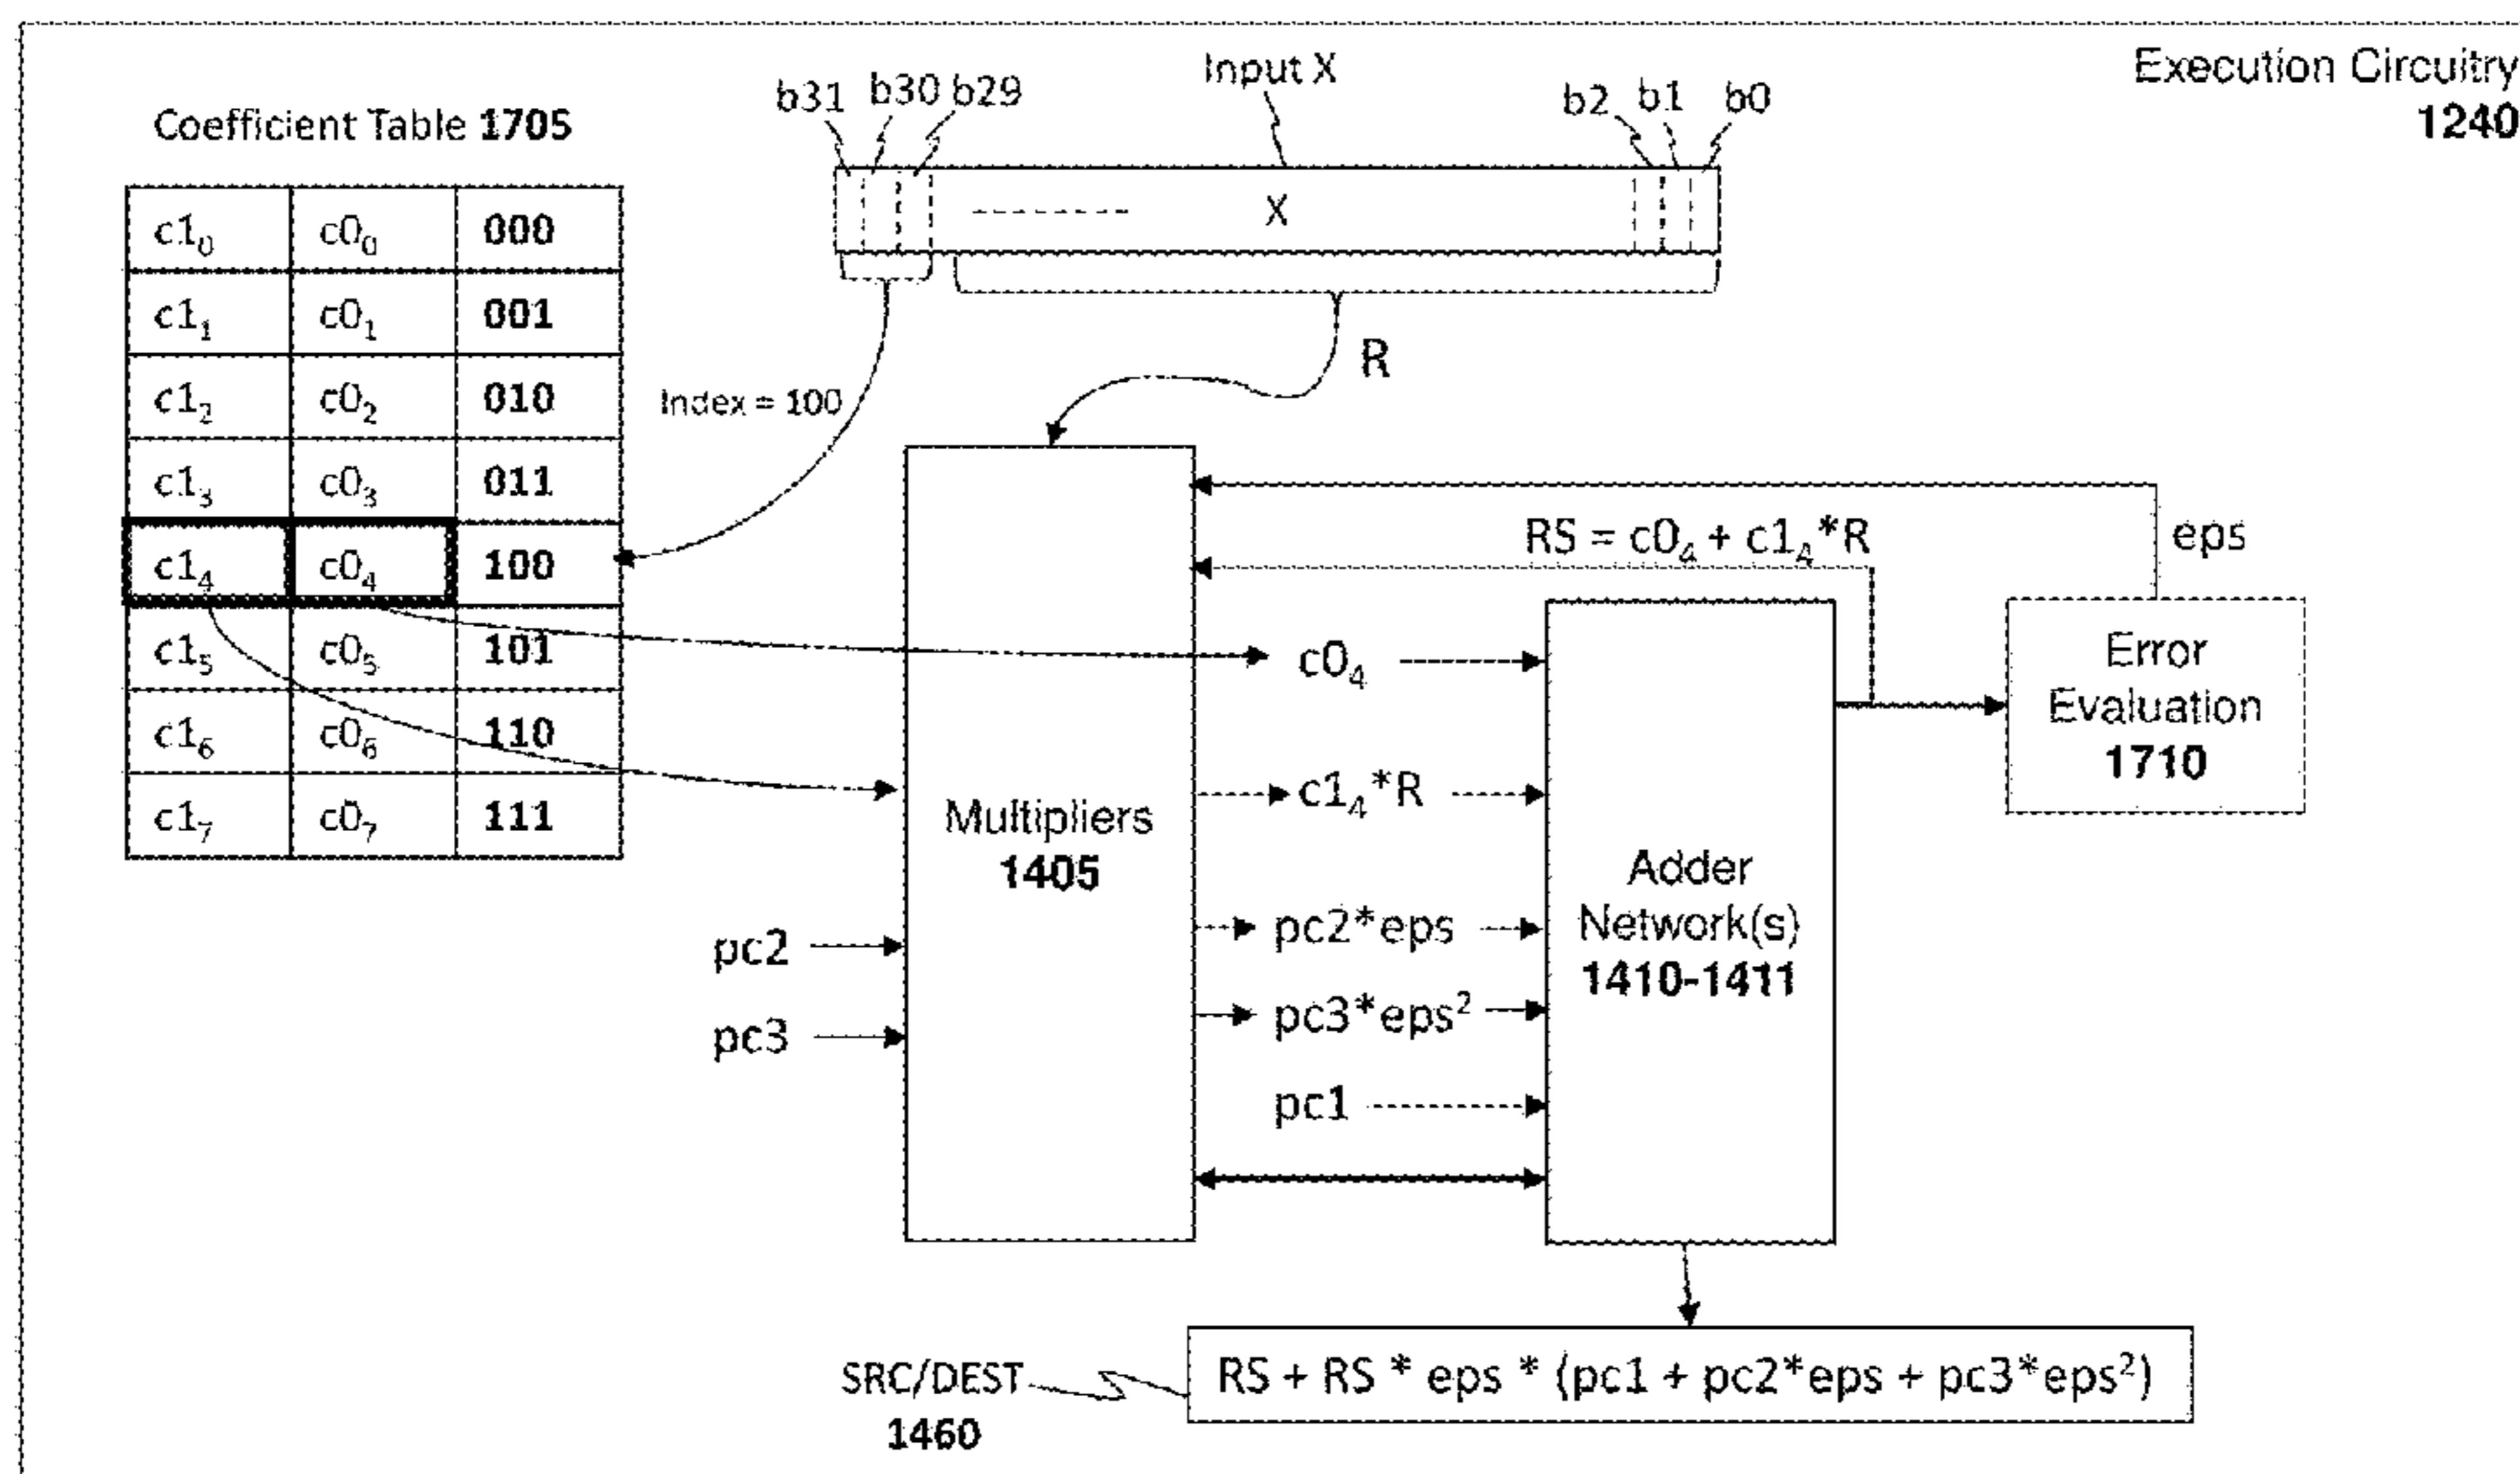 Execution Circuitry
1240
Coefficient Table 1705
Input X
b31 b30 b29
b2 b1 b0
X
c1₀ c0₀ 000
c1₁ c0₁ 001
c1₂ c0₂ 010
c1₃ c0₃ 011
c1₄ c0₄ 100
c1₅ c0₅ 101
c1₆ c0₆ 110
c1₇ c0₇ 111
Index = 100
R
RS = c0₄ + c1₄*R
eps
Multipliers
1405
pc2
pc3
c0₄
c1₄*R
pc2*eps
pc3*eps²
pc1
Adder
Network(s)
1410-1411
Error
Evaluation
1710
SRC/DEST
1460
RS + RS * eps * (pc1 + pc2*eps + pc3*eps²)